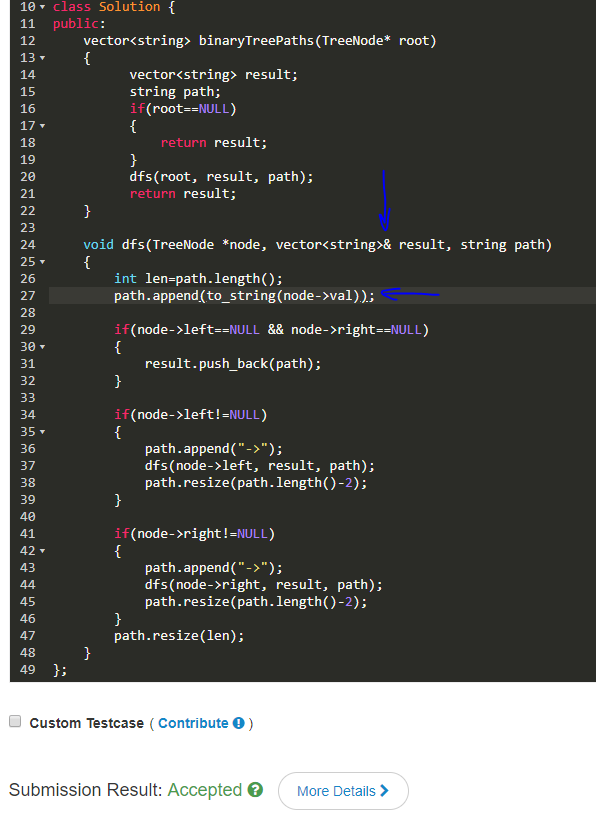 10 class Solution {
11 public:
12     vector<string> binaryTreePaths(TreeNode* root)
13     {
14           vector<string> result;
15           string path;
16           if(root==NULL)
17           {
18               return result;
19           }
20           dfs(root, result, path);
21           return result;
22     }
23
24     void dfs(TreeNode *node, vector<string>& result, string path)
25     {
26         int len=path.length();
27         path.append(to_string(node->val));
28
29         if(node->left==NULL && node->right==NULL)
30         {
31             result.push_back(path);
32         }
33
34         if(node->left!=NULL)
35         {
36             path.append("->");
37             dfs(node->left, result, path);
38             path.resize(path.length()-2);
39         }
40
41         if(node->right!=NULL)
42         {
43             path.append("->");
44             dfs(node->right, result, path);
45             path.resize(path.length()-2);
46         }
47         path.resize(len);
48     }
49 };
Custom Testcase ( Contribute )
Submission Result: Accepted
More Details